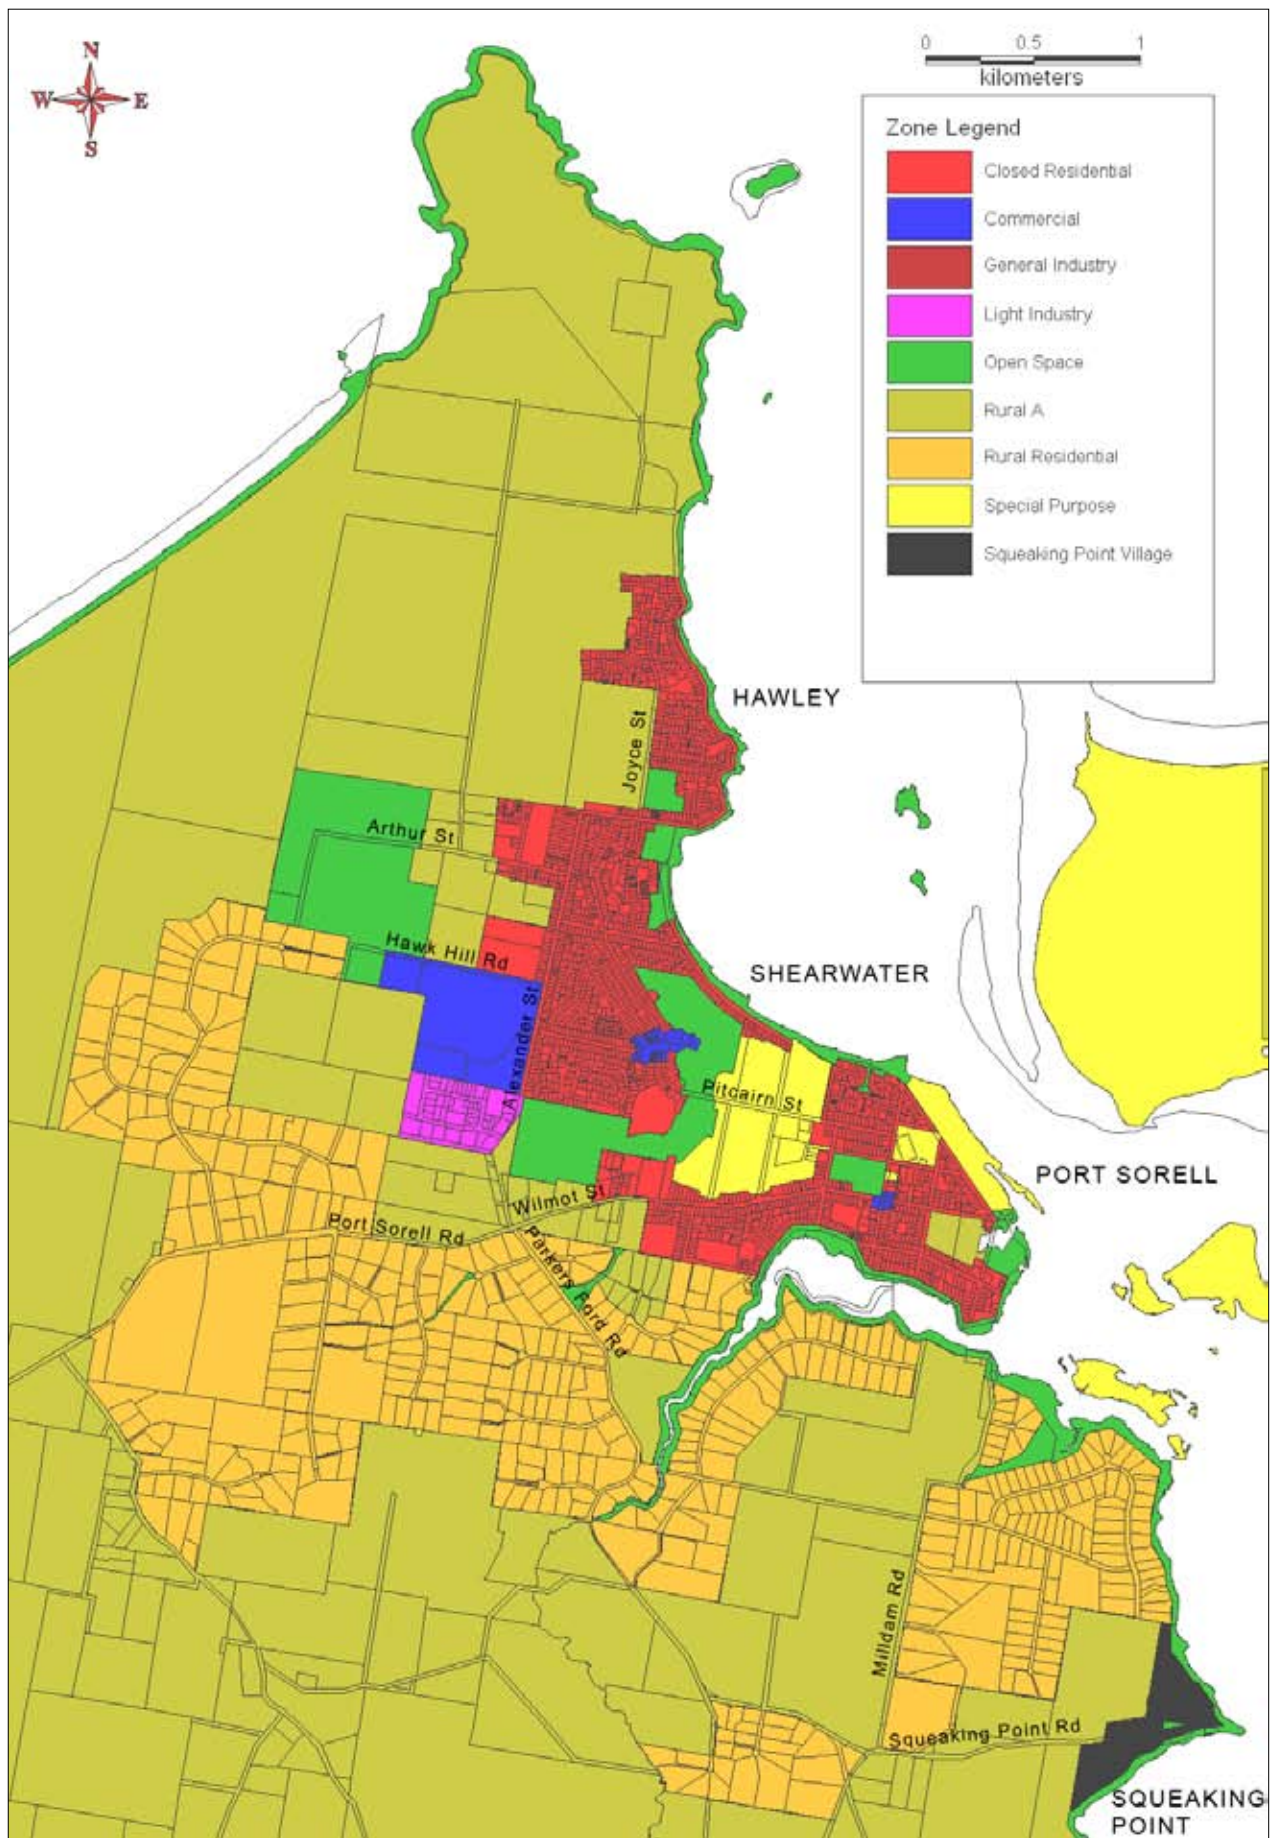 N
W E
S
0 0.5 1
kilometers
Zone Legend
Closed Residential
Commercial
General Industry
Light Industry
Open Space
Rural A
Rural Residential
Special Purpose
Squeaking Point Village
HAWLEY
Joyce St
Arthur St
Hawk Hill Rd
SHEARWATER
Alexander St
Pitcairn St
PORT SORELL
Wilmot St
Port Sorell Rd
Parkers Ford Rd
Milldam Rd
Squeaking Point Rd
SQUEAKING
POINT